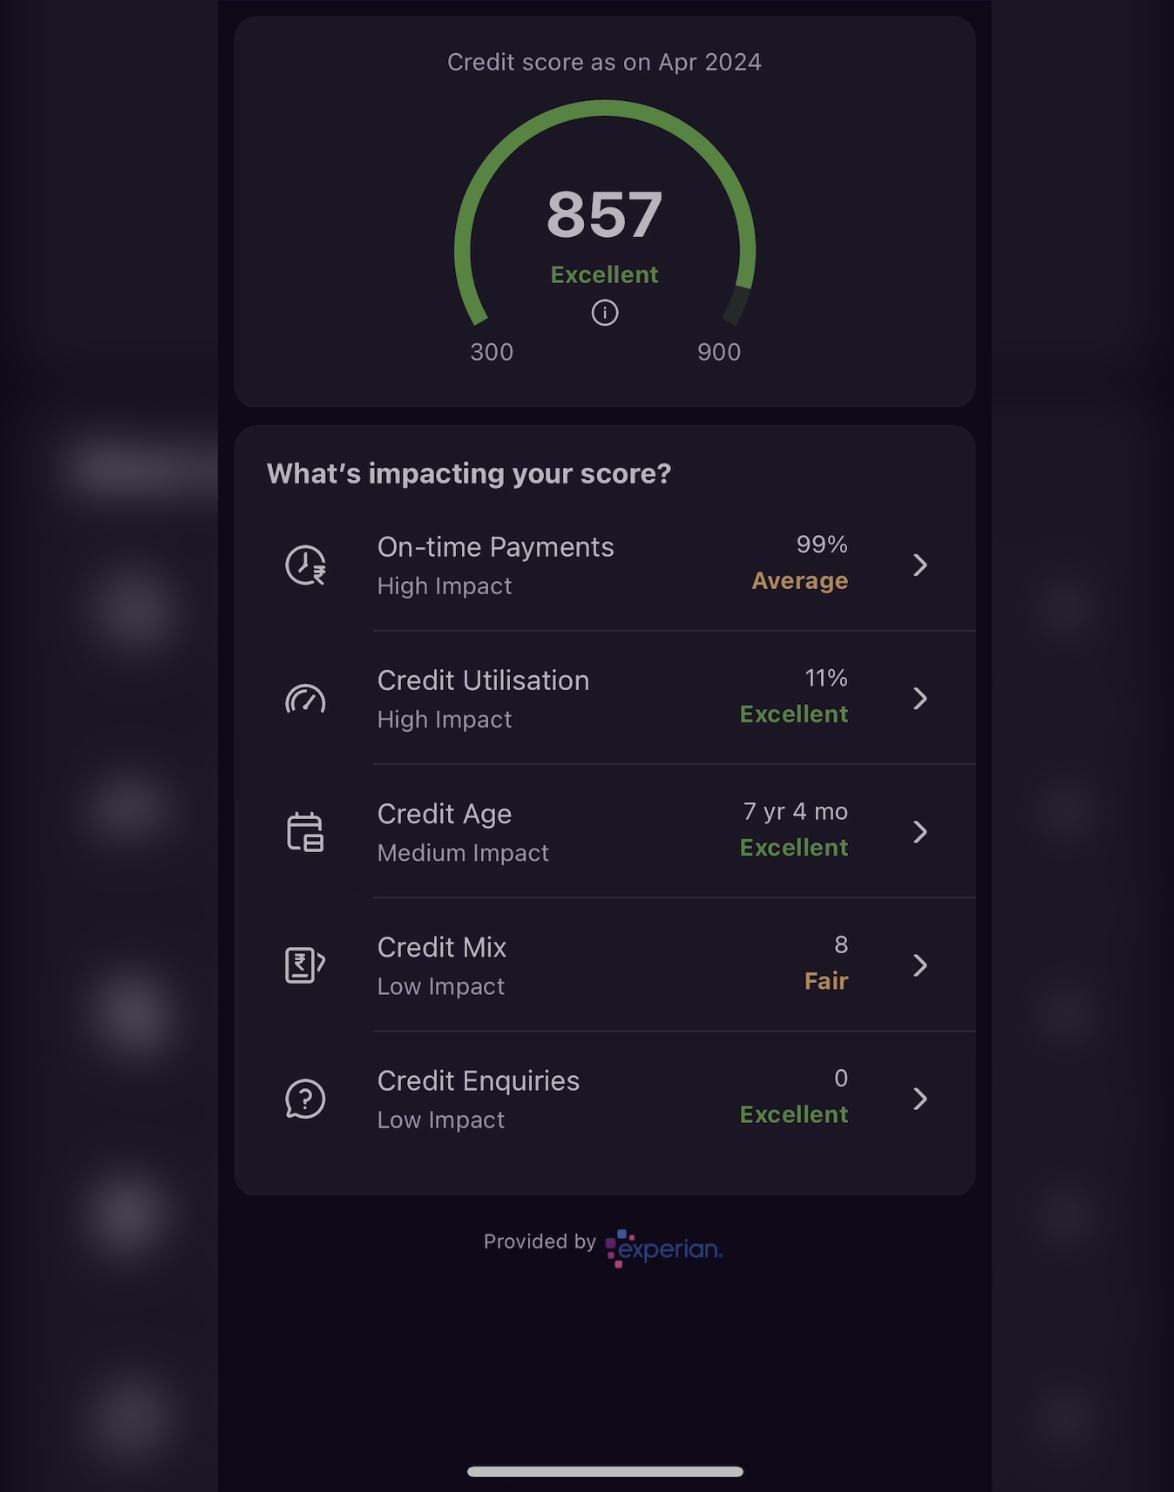 Credit score as on Apr 2024
857
Excellent
300 900
What's impacting your score?
On-time Payments 99%
High Impact Average
Credit Utilisation 11%
High Impact Excellent
Credit Age 7 yr 4 mo
Medium Impact Excellent
Credit Mix 8
Low Impact Fair
Credit Enquiries 0
Low Impact Excellent
Provided by experian.